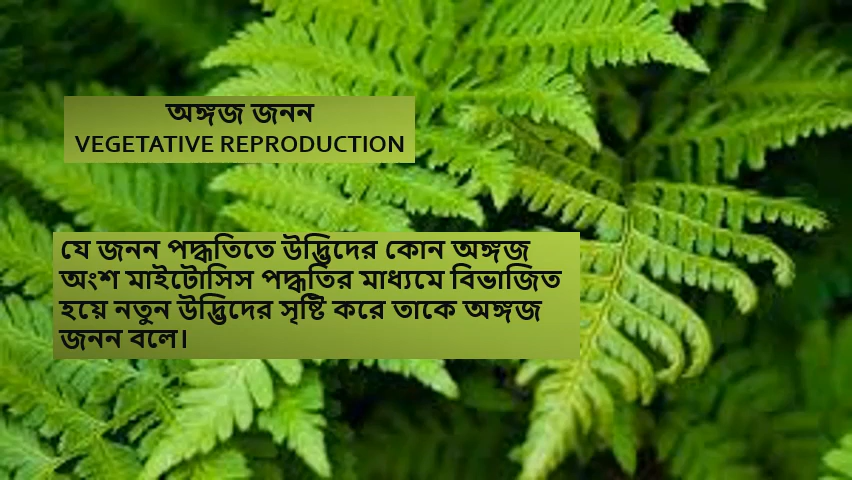 অঙ্গজ জনন
VEGETATIVE REPRODUCTION
যে জনন পদ্ধতিতে উদ্ভিদের কোন অঙ্গজ
অংশ মাইটোসিস পদ্ধতির মাধ্যমে বিভাজিত
হয়ে নতুন উদ্ভিদের সৃষ্টি করে তাকে অঙ্গজ
জনন বলে।